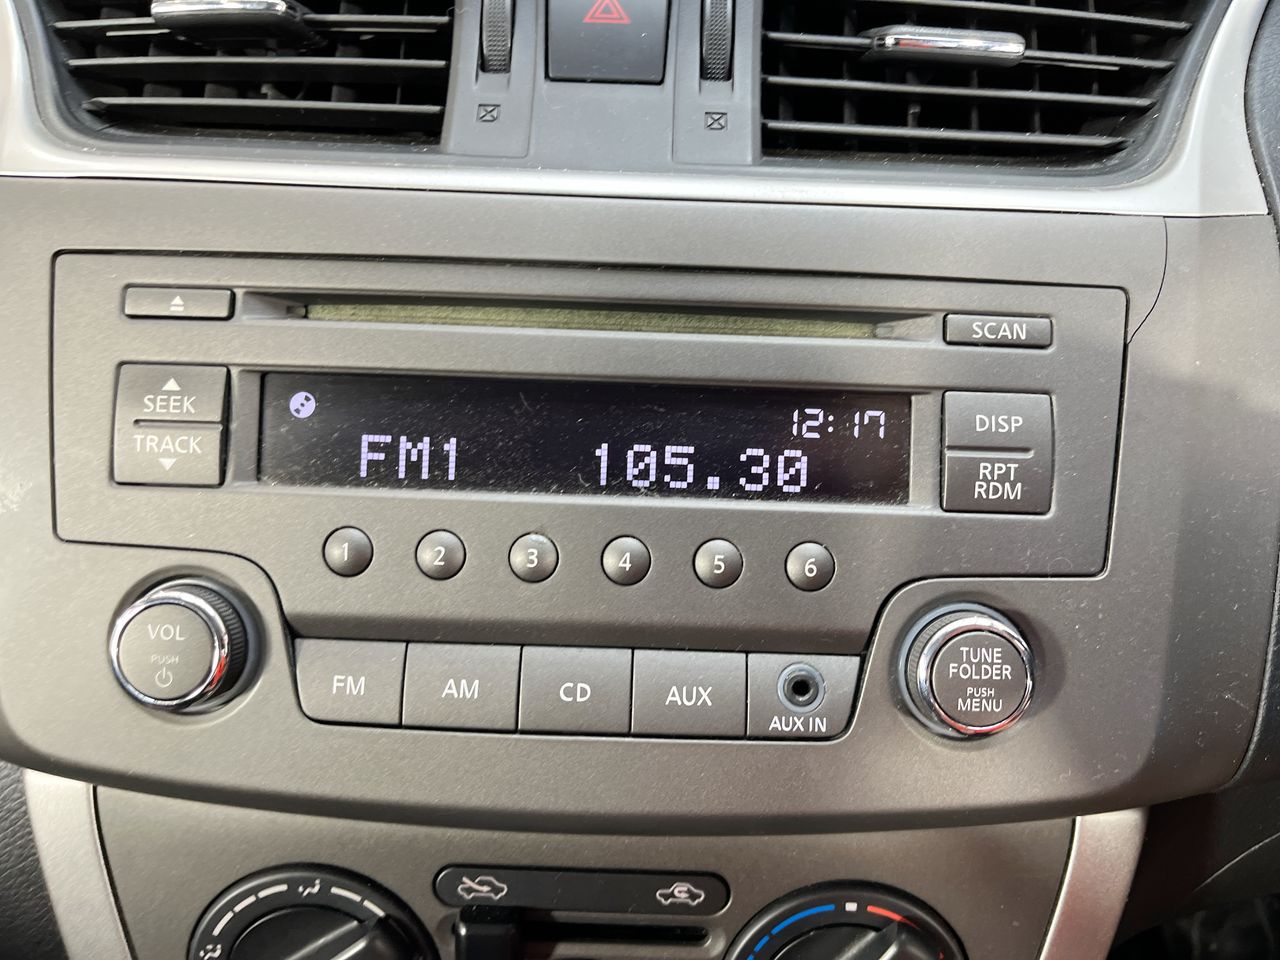 SCAN
SEEK
TRACK
12:17
FM1 105.30
DISP
RPT
RDM
1 2 3 4 5 6
VOL
PUSH
FM AM CD AUX
AUX IN
TUNE
FOLDER
PUSH
MENU